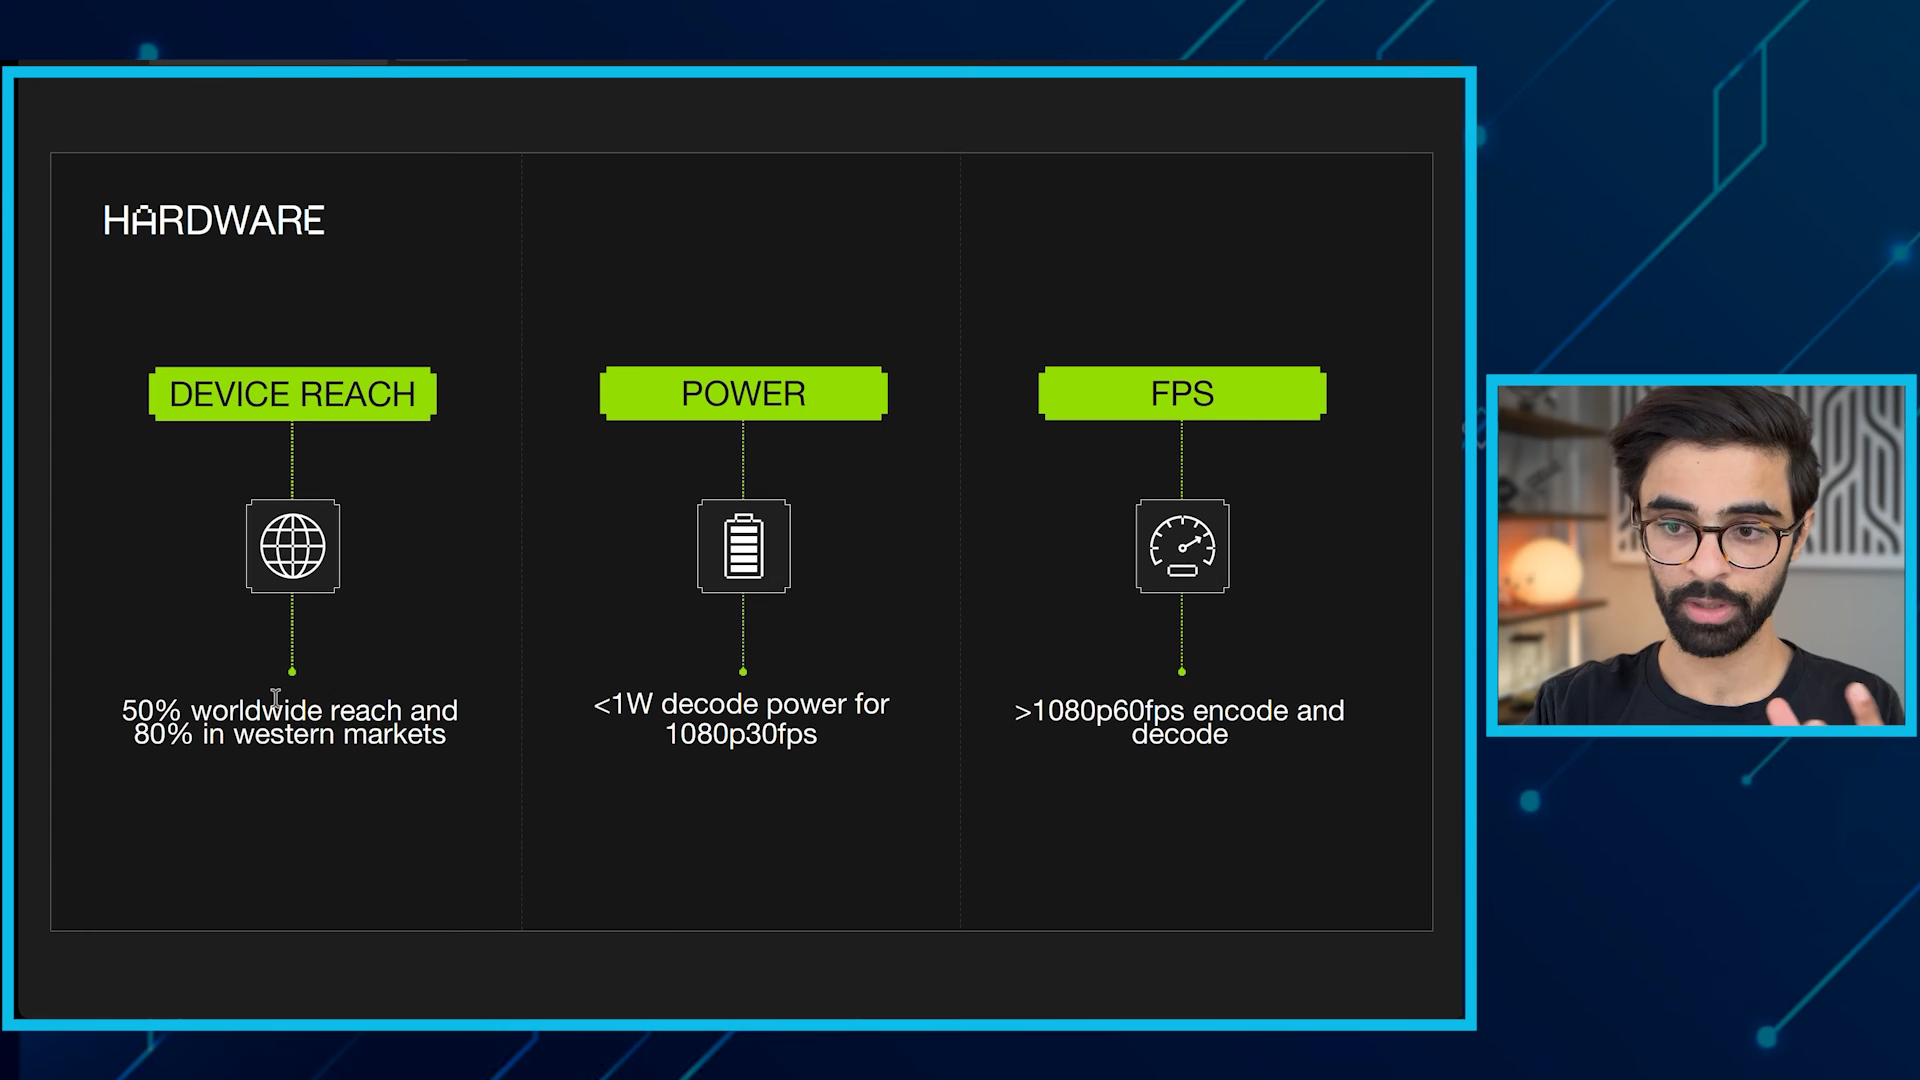 HARDWARE
DEVICE REACH
50% worldwide reach and
80% in western markets
POWER
<1W decode power for
1080p30fps
FPS
>1080p60fps encode and
decode